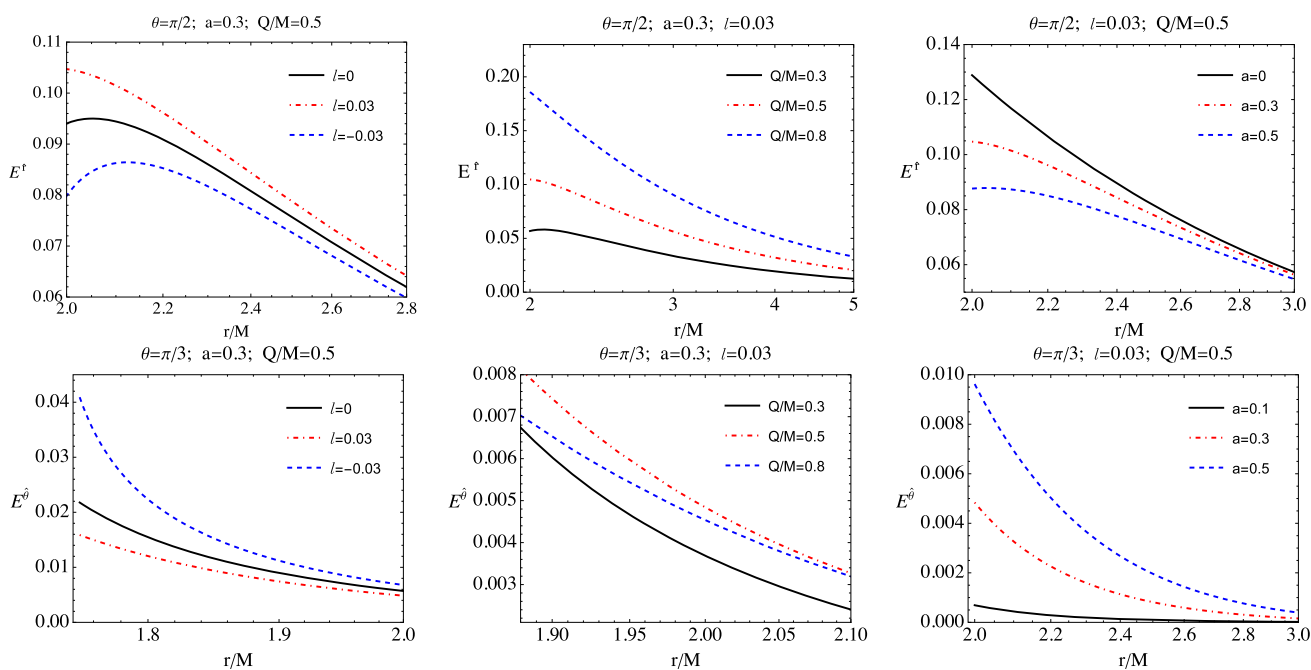 θ=π/2; a=0.3; Q/M=0.5
0.11
0.10
0.09
0.08
0.07
0.06
E^r̂
l=0
l=0.03
l=-0.03
2.0 2.2 2.4 2.6 2.8
r/M
θ=π/2; a=0.3; l=0.03
0.20
0.15
0.10
0.05
0.00
E^r̂
Q/M=0.3
Q/M=0.5
Q/M=0.8
2 3 4 5
r/M
θ=π/2; l=0.03; Q/M=0.5
0.14
0.12
0.10
0.08
0.06
E^r̂
a=0
a=0.3
a=0.5
2.0 2.2 2.4 2.6 2.8 3.0
r/M
θ=π/3; a=0.3; Q/M=0.5
0.04
0.03
0.02
0.01
0.00
E^θ̂
l=0
l=0.03
l=-0.03
1.8 1.9 2.0
r/M
θ=π/3; a=0.3; l=0.03
0.008
0.007
0.006
0.005
0.004
0.003
E^θ̂
Q/M=0.3
Q/M=0.5
Q/M=0.8
1.90 1.95 2.00 2.05 2.10
r/M
θ=π/3; l=0.03; Q/M=0.5
0.010
0.008
0.006
0.004
0.002
0.000
E^θ̂
a=0.1
a=0.3
a=0.5
2.0 2.2 2.4 2.6 2.8 3.0
r/M